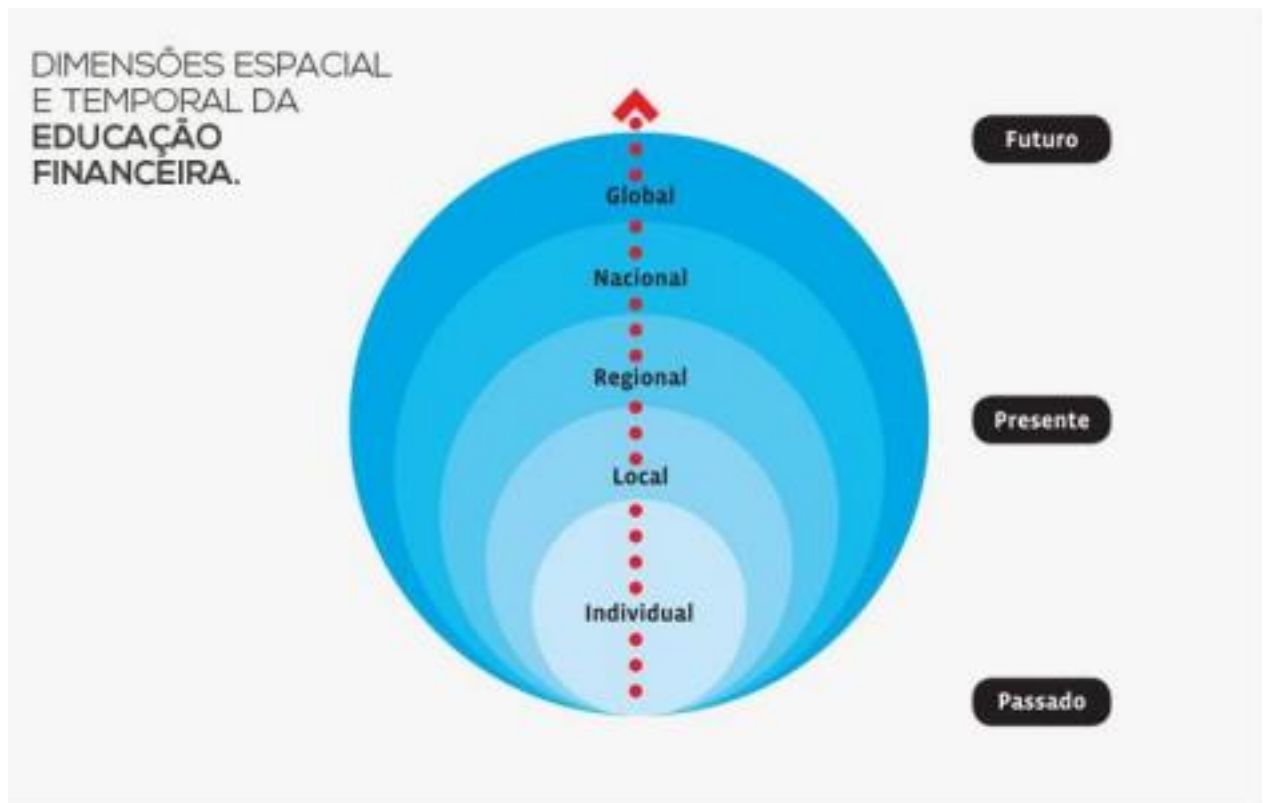 DIMENSÕES ESPACIAL
E TEMPORAL DA
EDUCAÇÃO
FINANCEIRA.
Futuro
Global
Nacional
Regional
Presente
Local
Individual
Passado